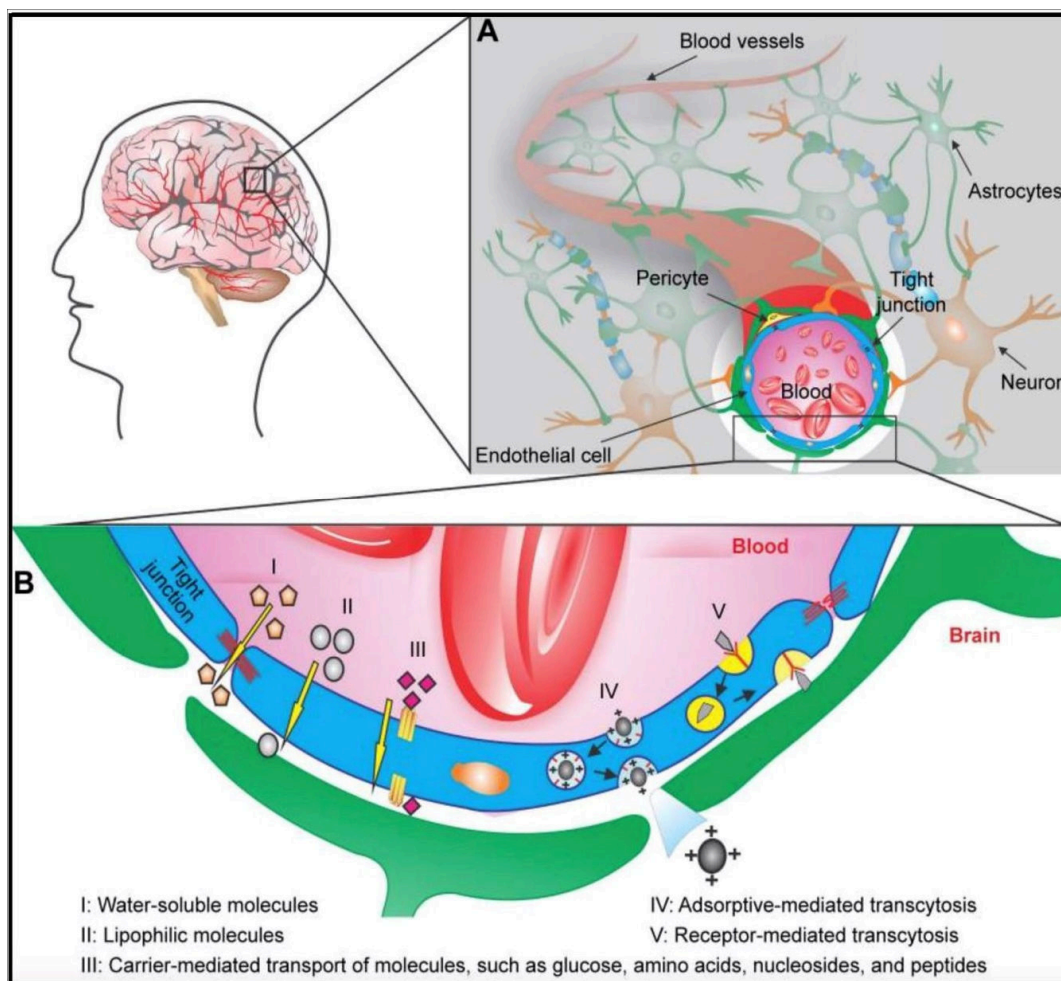 A
Blood vessels
Astrocytes
Pericyte
Tight
junction
Neuron
Blood
Endothelial cell
B
Tight
junction
I
II
III
IV
V
Blood
Brain
I: Water-soluble molecules
II: Lipophilic molecules
III: Carrier-mediated transport of molecules, such as glucose, amino acids, nucleosides, and peptides
IV: Adsorptive-mediated transcytosis
V: Receptor-mediated transcytosis